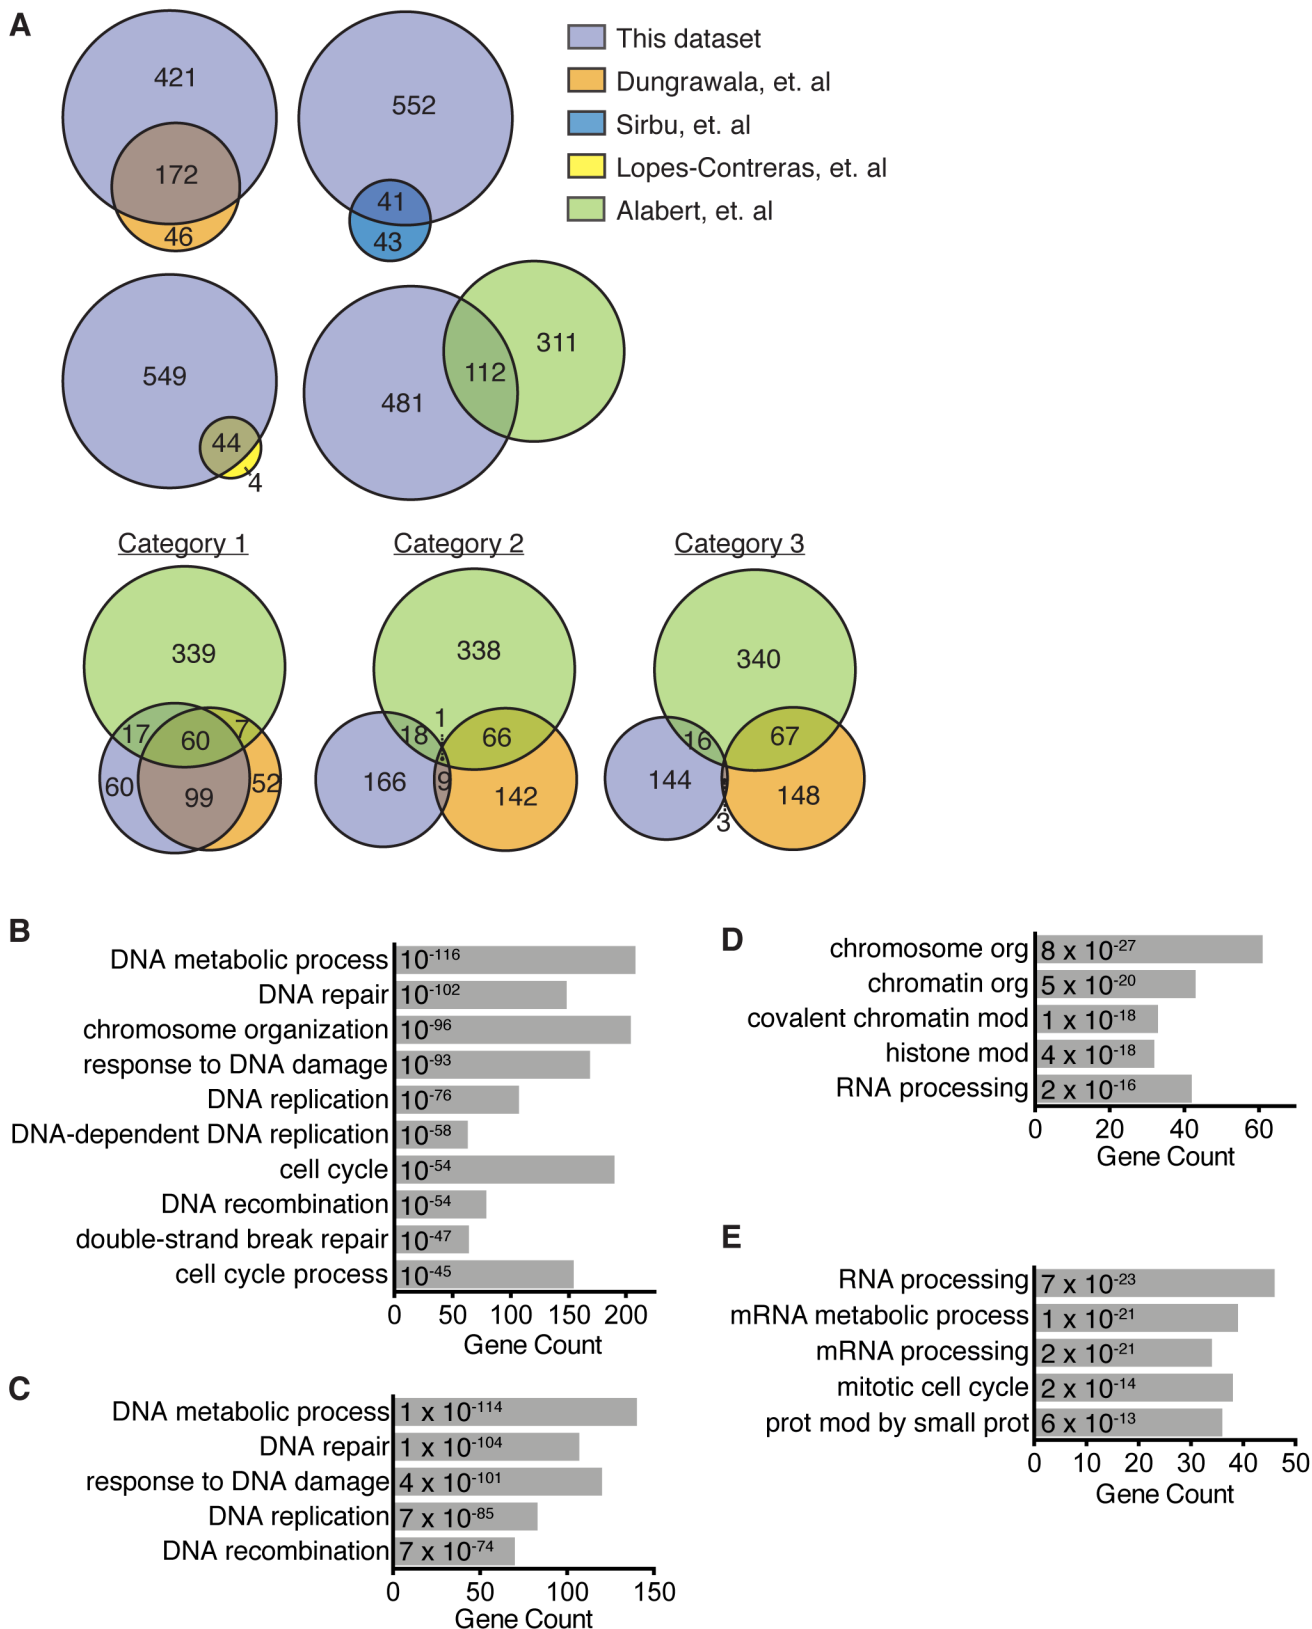 A
421
172
46
552
41
43
This dataset
Dungrawala, et. al
Sirbu, et. al
Lopes-Contreras, et. al
Alabert, et. al
549
44
4
481
112
311
Category 1
339
17
60
7
60
99
52
Category 2
338
1
18
66
166
9
142
Category 3
340
16
67
144
148
3
B
DNA metabolic process 10-116
DNA repair 10-102
chromosome organization 10-96
response to DNA damage 10-93
DNA replication 10-76
DNA-dependent DNA replication 10-58
cell cycle 10-54
DNA recombination 10-54
double-strand break repair 10-47
cell cycle process 10-45
0 50 100 150 200
Gene Count
C
DNA metabolic process 1 x 10-114
DNA repair 1 x 10-104
response to DNA damage 4 x 10-101
DNA replication 7 x 10-85
DNA recombination 7 x 10-74
0 50 100 150
Gene Count
D
chromosome org 8 x 10-27
chromatin org 5 x 10-20
covalent chromatin mod 1 x 10-18
histone mod 4 x 10-18
RNA processing 2 x 10-16
0 20 40 60
Gene Count
E
RNA processing 7 x 10-23
mRNA metabolic process 1 x 10-21
mRNA processing 2 x 10-21
mitotic cell cycle 2 x 10-14
prot mod by small prot 6 x 10-13
0 10 20 30 40 50
Gene Count